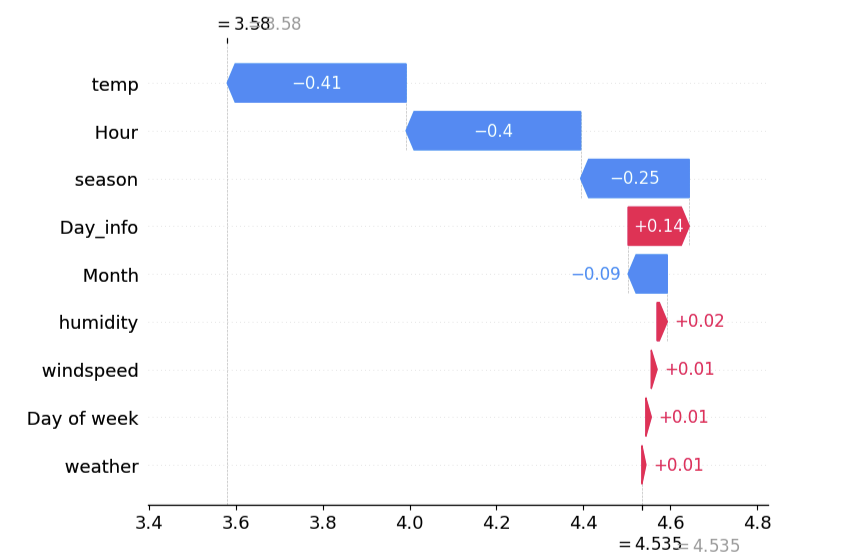 = 3.58= 3.58
temp −0.41
Hour −0.4
season −0.25
Day_info +0.14
Month −0.09
humidity +0.02
windspeed +0.01
Day of week +0.01
weather +0.01
3.4 3.6 3.8 4.0 4.2 4.4 4.6 4.8
= 4.535= 4.535